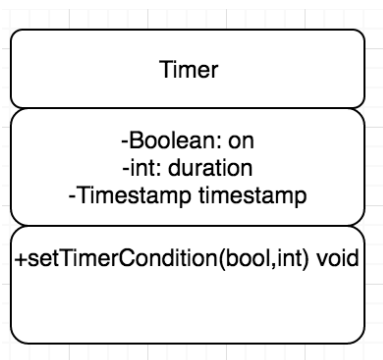 Timer
-Boolean: on
-int: duration
-Timestamp timestamp
+setTimerCondition(bool,int) void